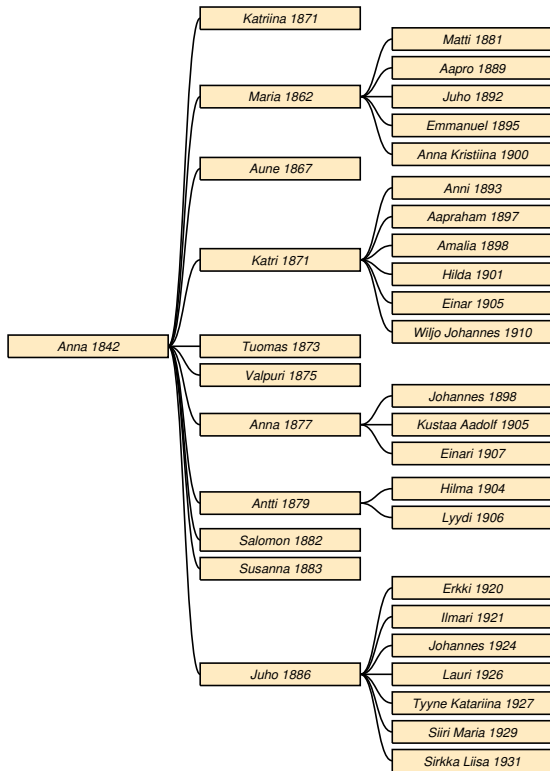 Anna 1842
Katriina 1871
Maria 1862
Matti 1881
Aapro 1889
Juho 1892
Emmanuel 1895
Anna Kristiina 1900
Aune 1867
Katri 1871
Anni 1893
Aapraham 1897
Amalia 1898
Hilda 1901
Einar 1905
Wiljo Johannes 1910
Tuomas 1873
Valpuri 1875
Anna 1877
Johannes 1898
Kustaa Aadolf 1905
Einari 1907
Antti 1879
Hilma 1904
Lyydi 1906
Salomon 1882
Susanna 1883
Juho 1886
Erkki 1920
Ilmari 1921
Johannes 1924
Lauri 1926
Tyyne Katariina 1927
Siiri Maria 1929
Sirkka Liisa 1931